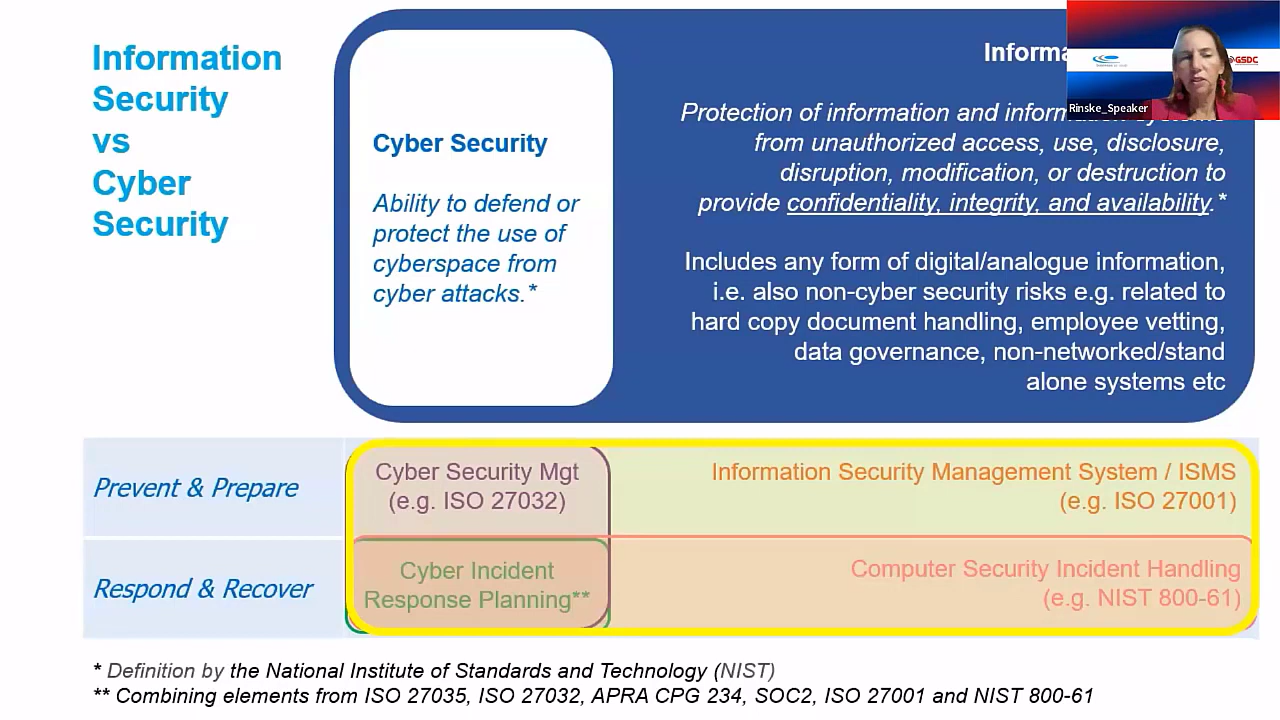 Information
Security
vs
Cyber
Security
Cyber Security
Ability to defend or
protect the use of
cyberspace from
cyber attacks.*
Informa
Protection of information and information systems
from unauthorized access, use, disclosure,
disruption, modification, or destruction to
provide confidentiality, integrity, and availability.*
Includes any form of digital/analogue information,
i.e. also non-cyber security risks e.g. related to
hard copy document handling, employee vetting,
data governance, non-networked/stand
alone systems etc
GSDC
Rinske_Speaker
Prevent & Prepare
Cyber Security Mgt
(e.g. ISO 27032)
Information Security Management System / ISMS
(e.g. ISO 27001)
Respond & Recover
Cyber Incident
Response Planning**
Computer Security Incident Handling
(e.g. NIST 800-61)
* Definition by the National Institute of Standards and Technology (NIST)
** Combining elements from ISO 27035, ISO 27032, APRA CPG 234, SOC2, ISO 27001 and NIST 800-61